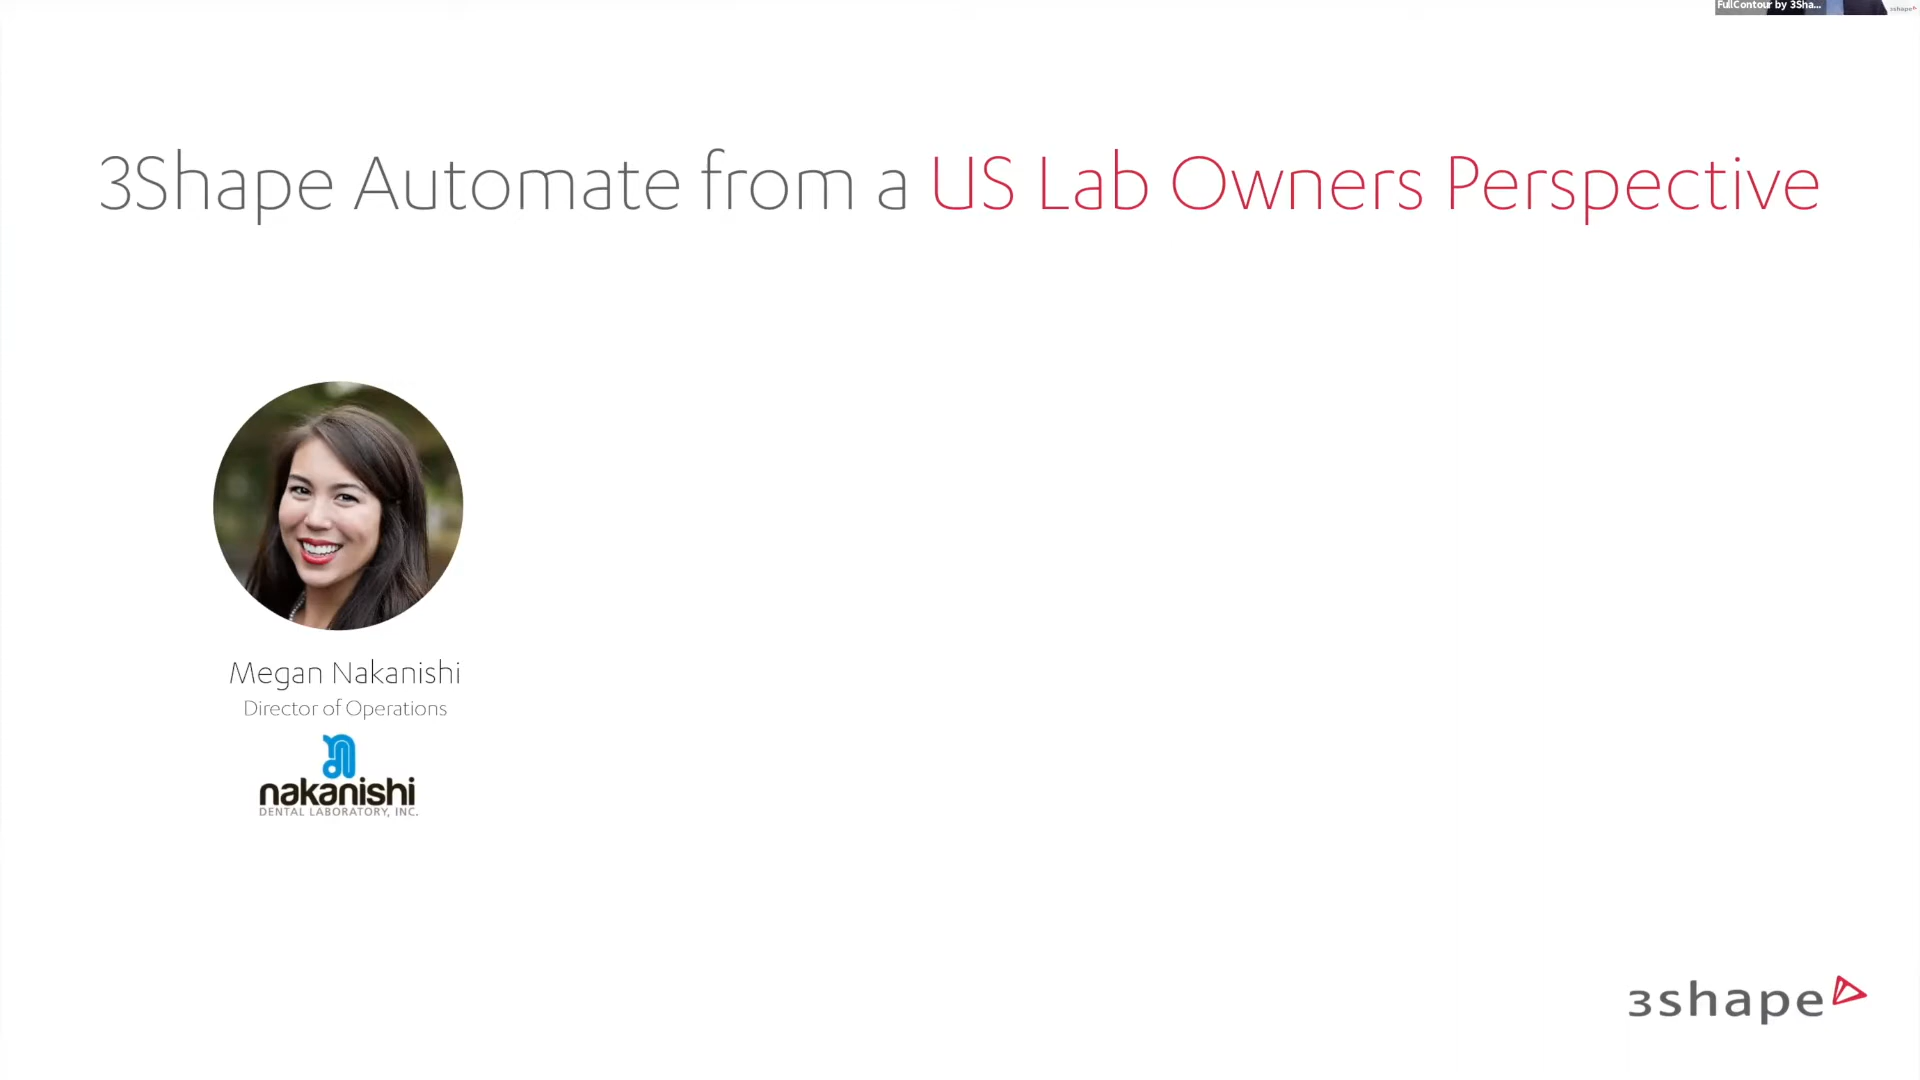 FullContour by 3Sha...
3shape
3Shape Automate from a US Lab Owners Perspective
Megan Nakanishi
Director of Operations
nakanishi
DENTAL LABORATORY, INC.
3shape